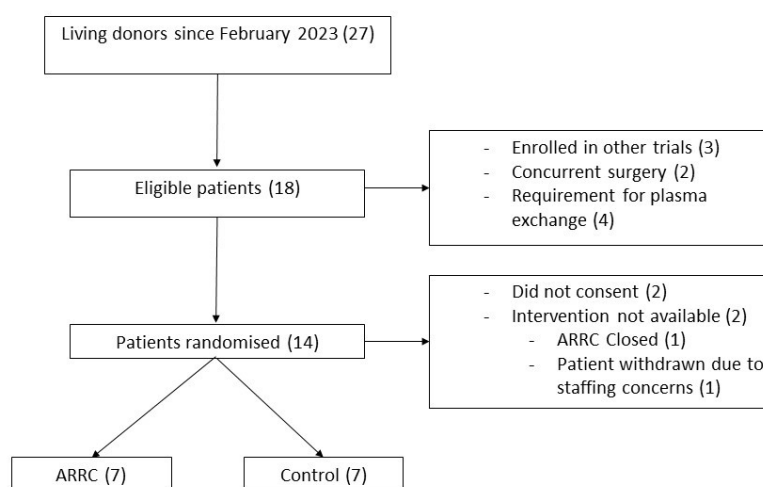 Living donors since February 2023 (27)
- Enrolled in other trials (3)
- Concurrent surgery (2)
- Requirement for plasma
exchange (4)
Eligible patients (18)
- Did not consent (2)
- Intervention not available (2)
- ARRC Closed (1)
- Patient withdrawn due to
staffing concerns (1)
Patients randomised (14)
ARRC (7)
Control (7)